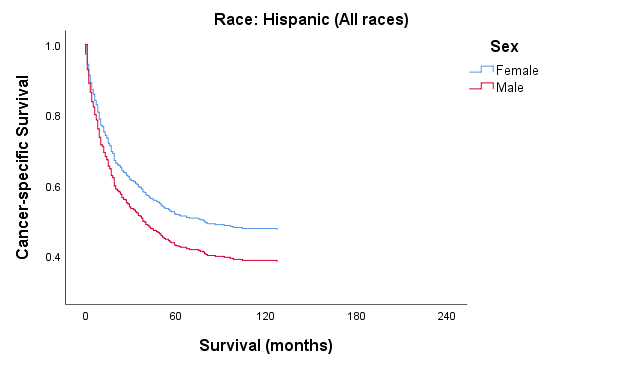 Race: Hispanic (All races)
Sex
Female
Male
Cancer-specific Survival
1.0
0.8
0.6
0.4
0 60 120 180 240
Survival (months)